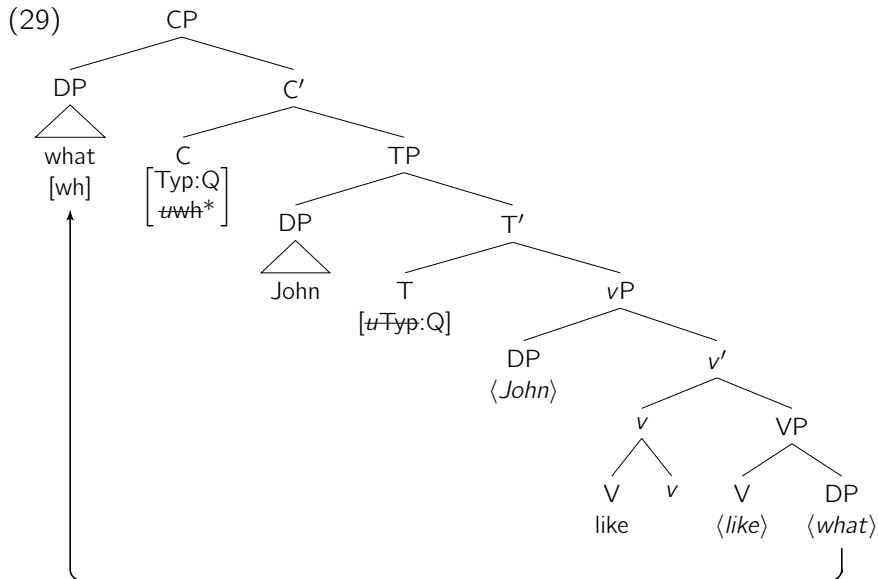 (29)
CP
DP C′
what C TP
[wh] [Typ:Q
uwh*] DP T′
John T vP
[uTyp:Q] DP v′
⟨John⟩ v VP
V v V DP
like ⟨like⟩ ⟨what⟩